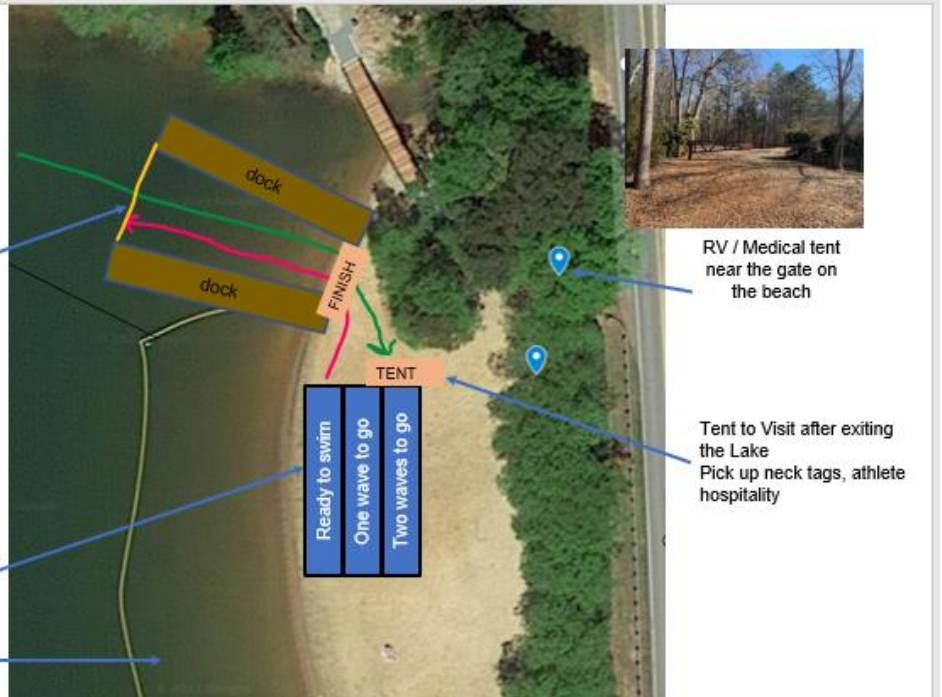 dock
dock
FINISH
TENT
Ready to swim
One wave to go
Two waves to go
RV / Medical tent
near the gate on
the beach
Tent to Visit after exiting
the Lake
Pick up neck tags, athlete
hospitality